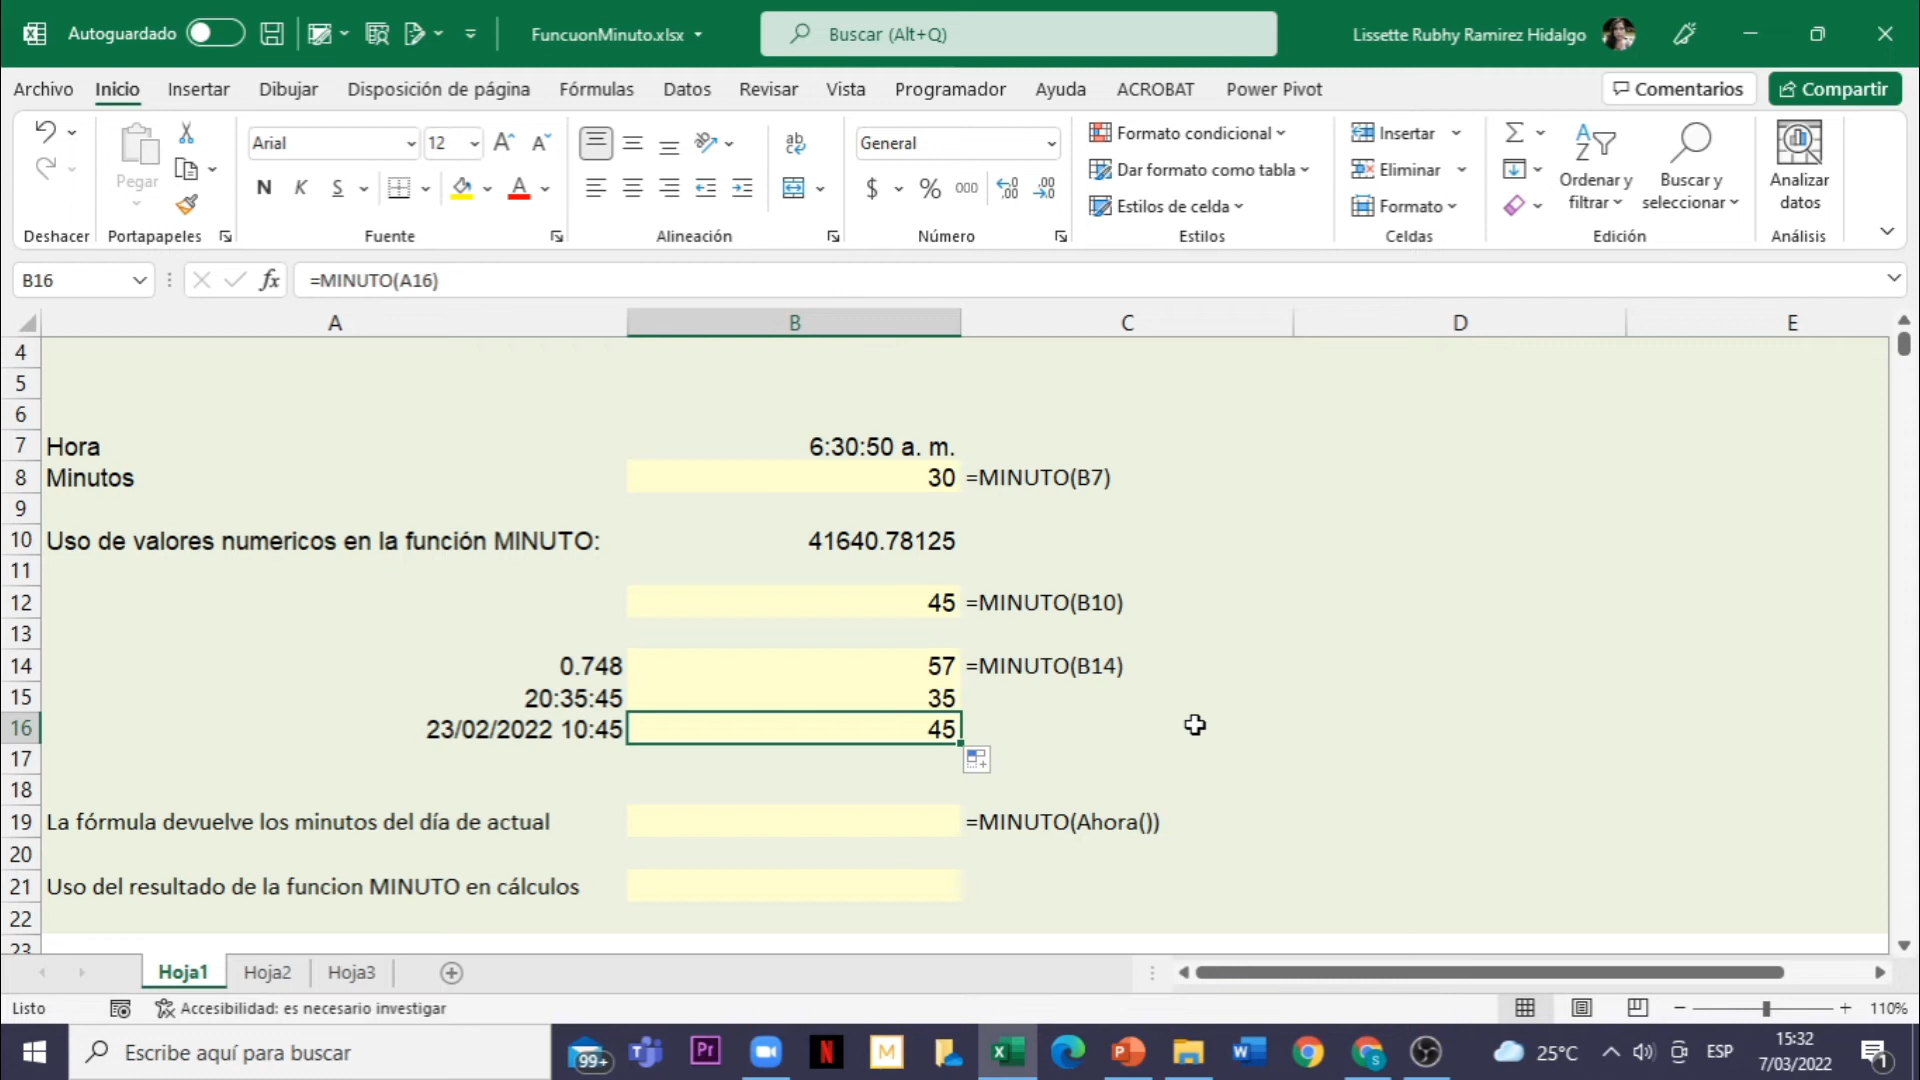 Autoguardado FuncuonMinuto.xlsx Buscar (Alt+Q) Lissette Rubhy Ramirez Hidalgo
Archivo Inicio Insertar Dibujar Disposición de página Fórmulas Datos Revisar Vista Programador Ayuda ACROBAT Power Pivot Comentarios Compartir
Arial 12 General Formato condicional Insertar
Pegar Dar formato como tabla Eliminar Ordenar y filtrar Buscar y seleccionar Analizar datos
N K S $ % 000 Estilos de celda Formato
Deshacer Portapapeles Fuente Alineación Número Estilos Celdas Edición Análisis
B16 fx =MINUTO(A16)
A B C D E
4
5
6
7 Hora 6:30:50 a. m.
8 Minutos 30 =MINUTO(B7)
9
10 Uso de valores numericos en la función MINUTO: 41640.78125
11
12 45 =MINUTO(B10)
13
14 0.748 57 =MINUTO(B14)
15 20:35:45 35
16 23/02/2022 10:45 45
17
18
19 La fórmula devuelve los minutos del día de actual =MINUTO(Ahora())
20
21 Uso del resultado de la funcion MINUTO en cálculos
22
23
Hoja1 Hoja2 Hoja3
Listo Accesibilidad: es necesario investigar 110%
Escribe aquí para buscar 99+ Pr N M 25°C ESP 15:32
7/03/2022 1